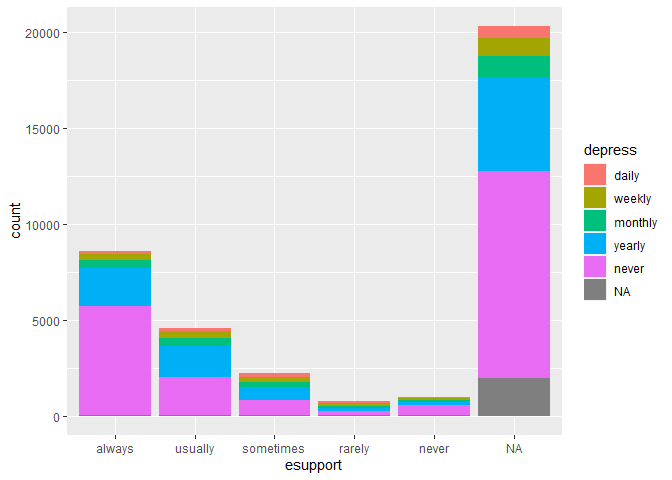 20000
15000
10000
5000
0
count
always usually sometimes rarely never NA
esupport
depress
daily
weekly
monthly
yearly
never
NA